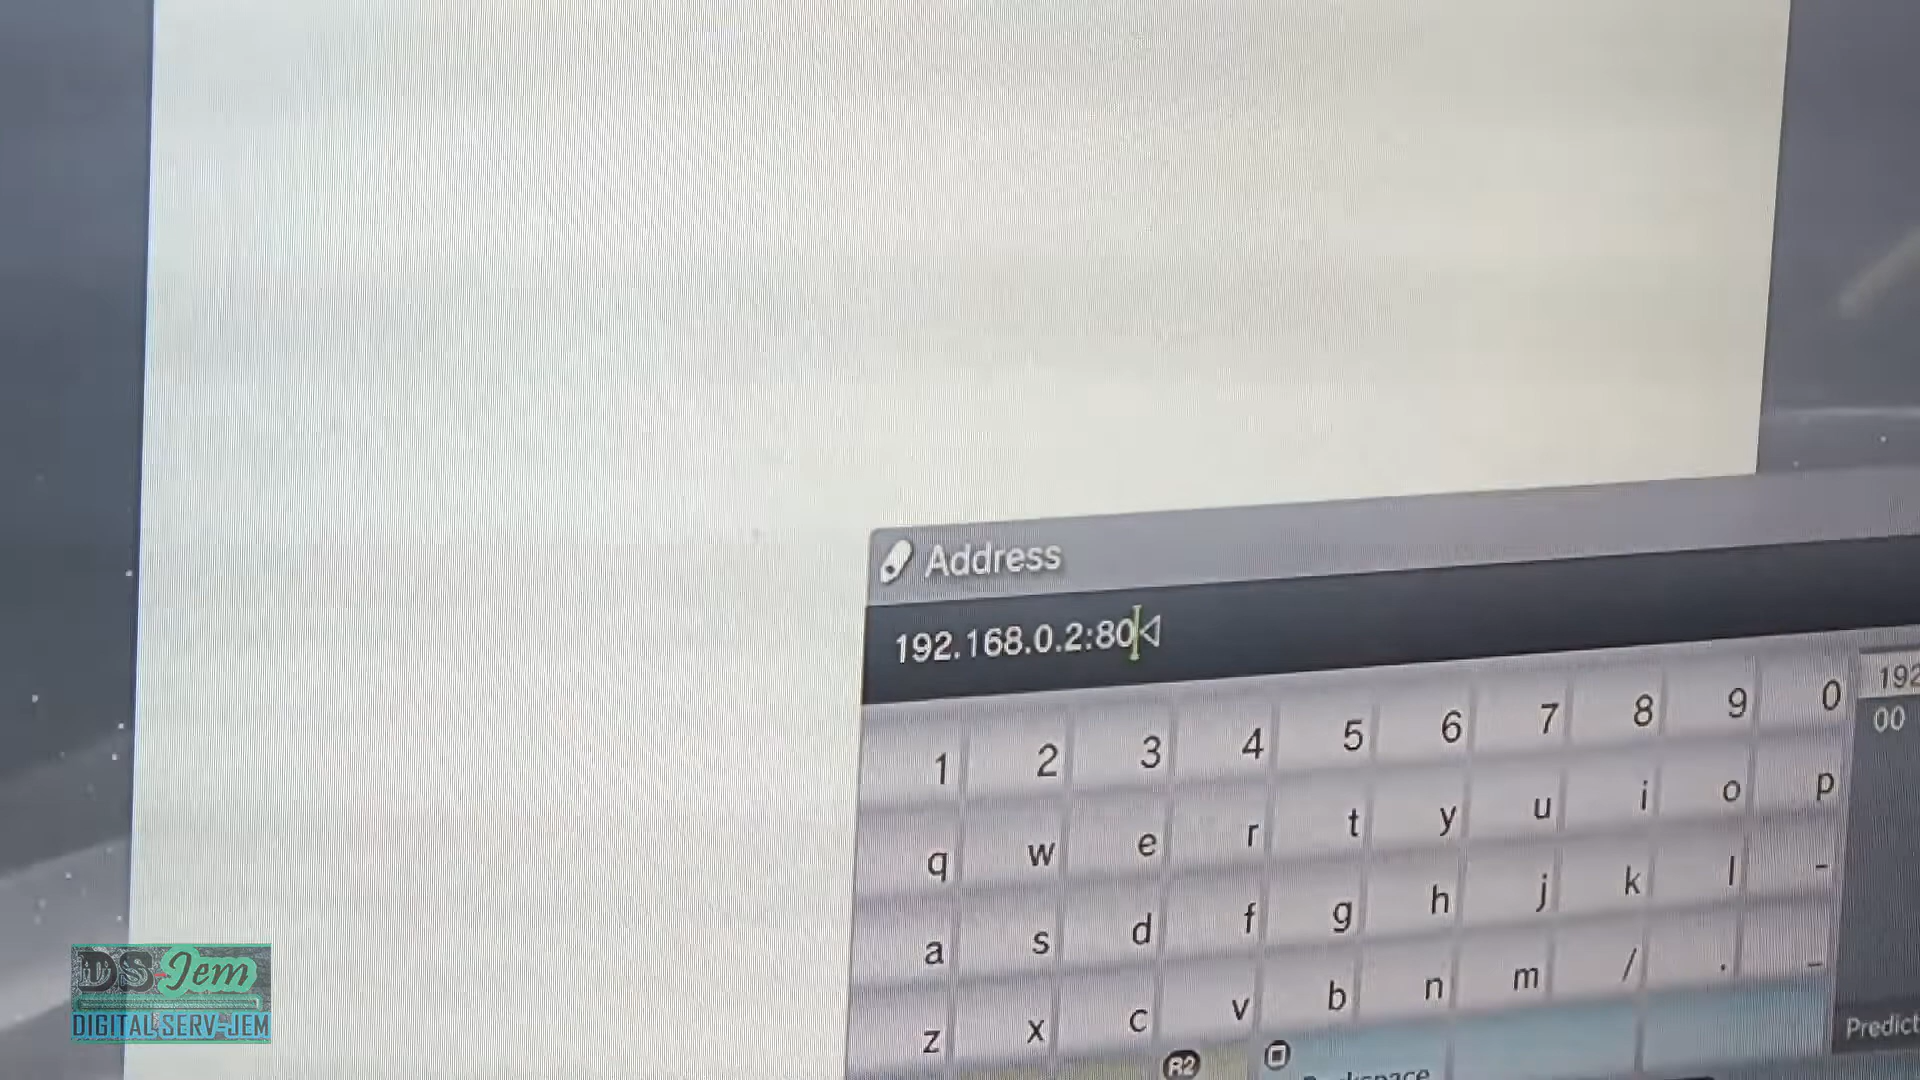 Address
192.168.0.2:80
1 2 3 4 5 6 7 8 9 0
192
00
q w e r t y u i o p
a s d f g h j k l -
z x c v b n m / . _
Predict
R2
DS-Jem
DIGITAL SERV-JEM